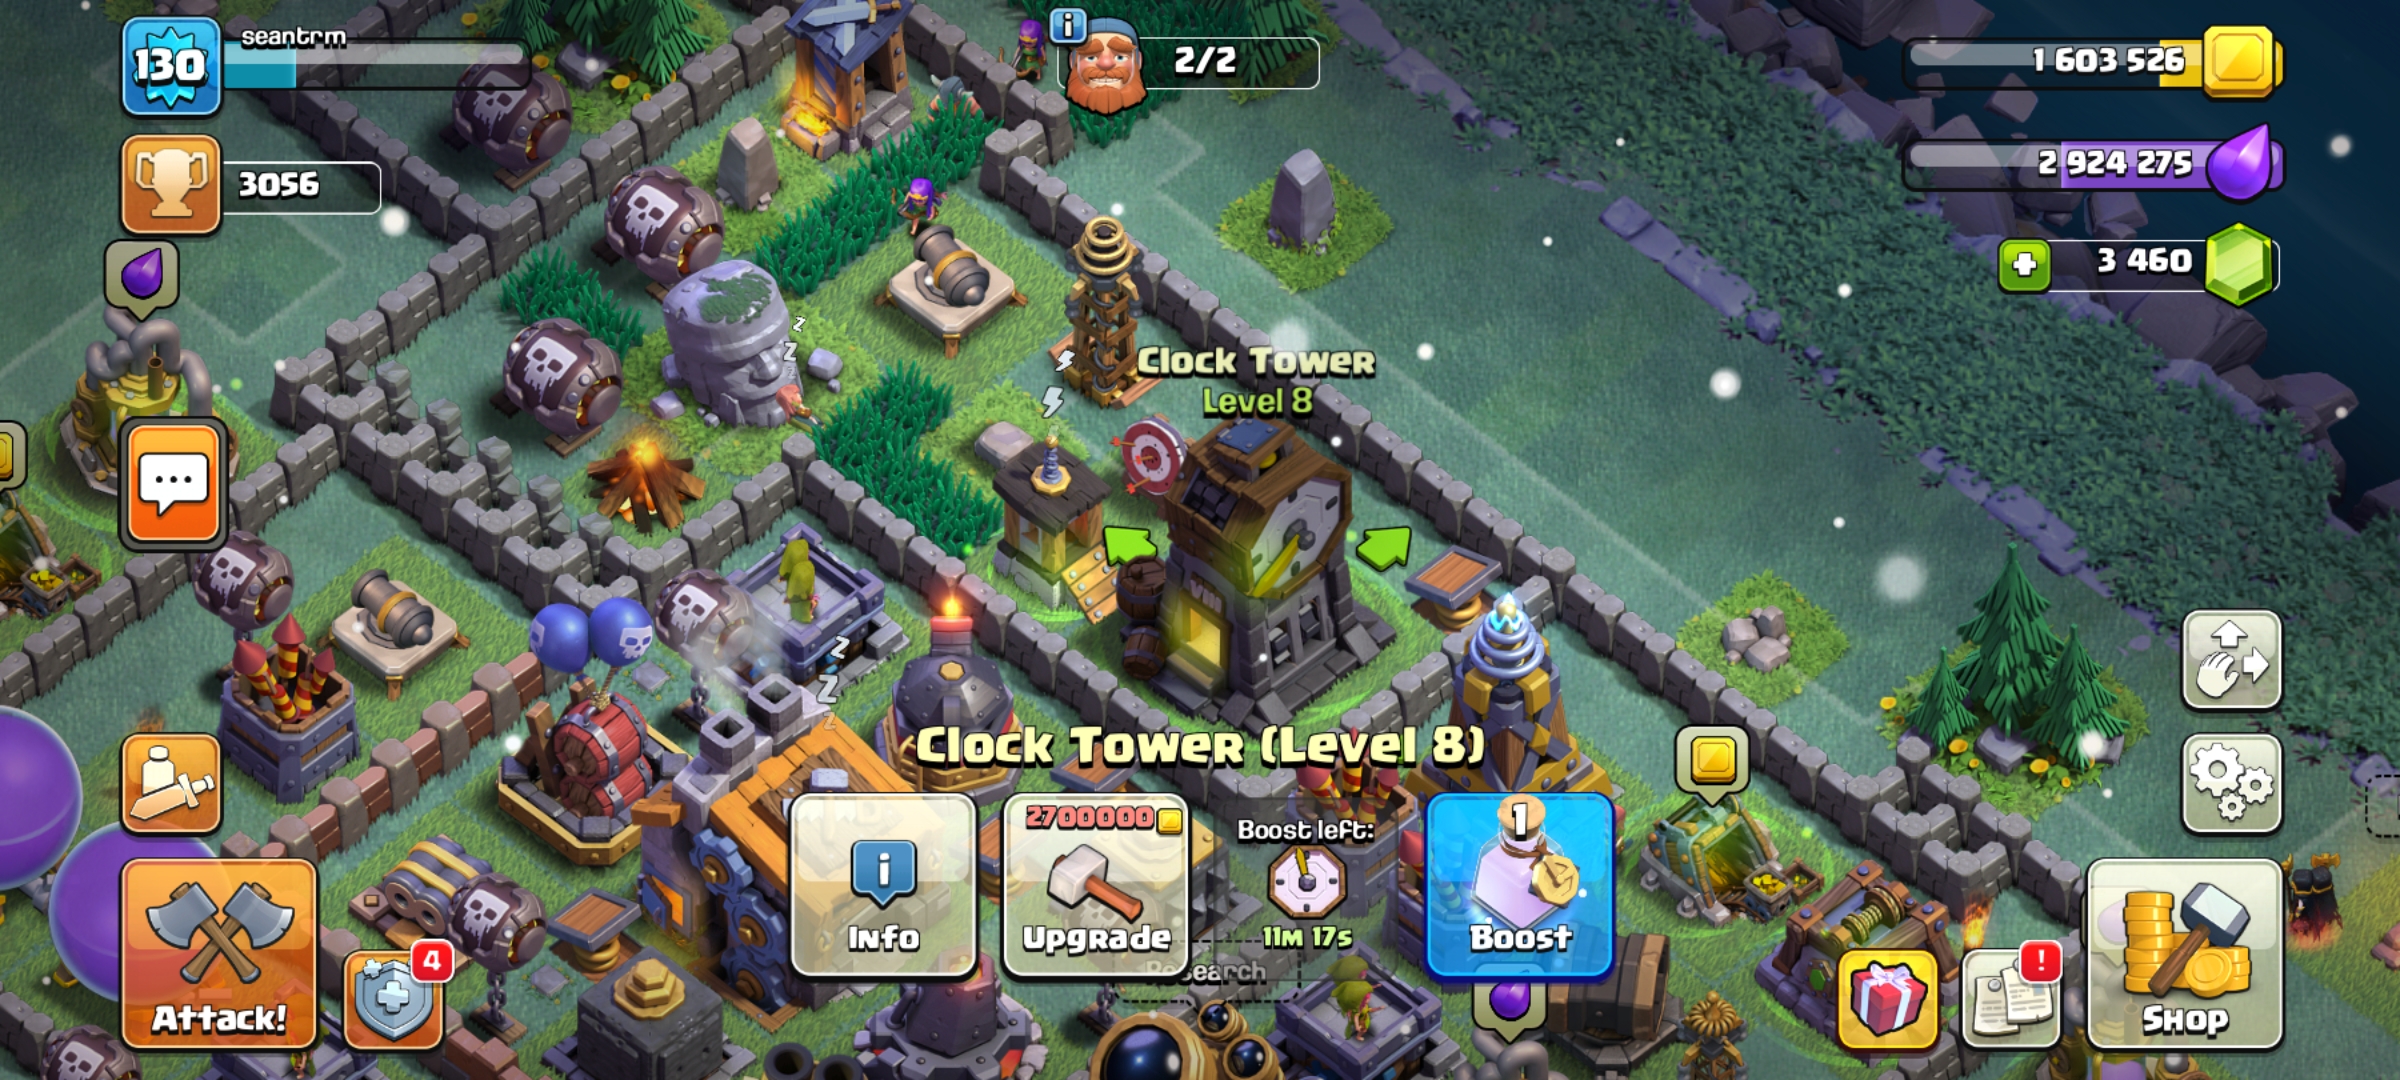 130
seantrm
2/2
1 603 526
3056
2 924 275
3 460
Clock Tower
Level 8
Clock Tower (Level 8)
2700000
Boost left:
1
Info
Upgrade
11m 17s
Boost
Research
4
!
Attack!
Shop